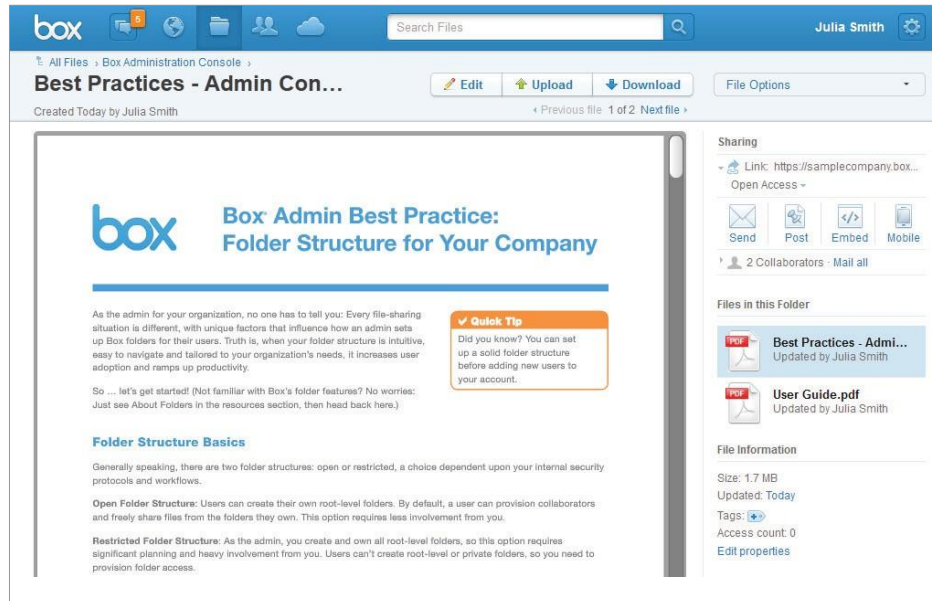 box
5
Search Files
Julia Smith
All Files › Box Administration Console ›
Best Practices - Admin Con...
Created Today by Julia Smith
Edit
Upload
Download
Previous file 1 of 2 Next file
File Options
box
Box Admin Best Practice:
Folder Structure for Your Company
As the admin for your organization, no one has to tell you: Every file-sharing
situation is different, with unique factors that influence how an admin sets
up Box folders for their users. Truth is, when your folder structure is intuitive,
easy to navigate and tailored to your organization's needs, it increases user
adoption and ramps up productivity.
So ... let's get started! (Not familiar with Box's folder features? No worries:
Just see About Folders in the resources section, then head back here.)
Quick Tip
Did you know? You can set
up a solid folder structure
before adding new users to
your account.
Folder Structure Basics
Generally speaking, there are two folder structures: open or restricted, a choice dependent upon your internal security
protocols and workflows.
Open Folder Structure: Users can create their own root-level folders. By default, a user can provision collaborators
and freely share files from the folders they own. This option requires less involvement from you.
Restricted Folder Structure: As the admin, you create and own all root-level folders, so this option requires
significant planning and heavy involvement from you. Users can't create root-level or private folders, so you need to
provision folder access.
Sharing
Link: https://samplecompany.box...
Open Access
Send
Post
Embed
Mobile
2 Collaborators · Mail all
Files in this Folder
PDF
Best Practices - Admi...
Updated by Julia Smith
PDF
User Guide.pdf
Updated by Julia Smith
File Information
Size: 1.7 MB
Updated: Today
Tags:
Access count: 0
Edit properties